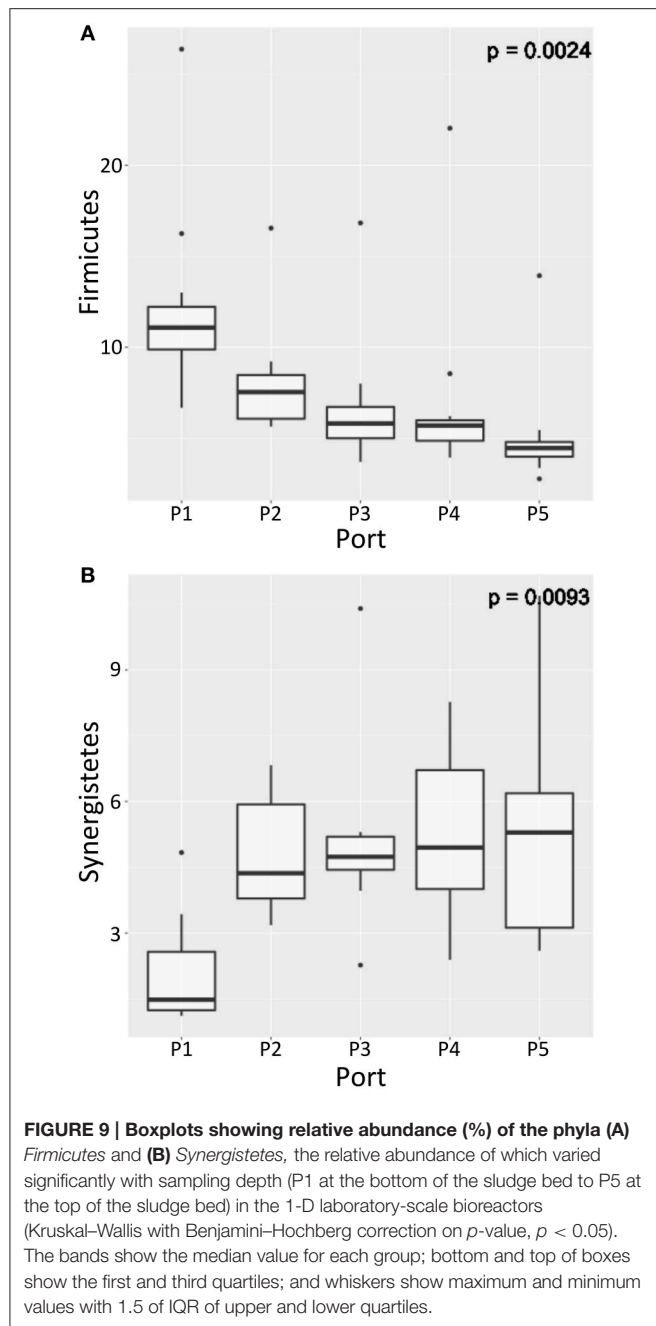 A
p = 0.0024
20
10
Firmicutes
P1 P2 P3 P4 P5
Port
B
p = 0.0093
9
6
3
Synergistetes
P1 P2 P3 P4 P5
Port
FIGURE 9 | Boxplots showing relative abundance (%) of the phyla (A)
Firmicutes and (B) Synergistetes, the relative abundance of which varied
significantly with sampling depth (P1 at the bottom of the sludge bed to P5 at
the top of the sludge bed) in the 1-D laboratory-scale bioreactors
(Kruskal–Wallis with Benjamini–Hochberg correction on p-value, p < 0.05).
The bands show the median value for each group; bottom and top of boxes
show the first and third quartiles; and whiskers show maximum and minimum
values with 1.5 of IQR of upper and lower quartiles.